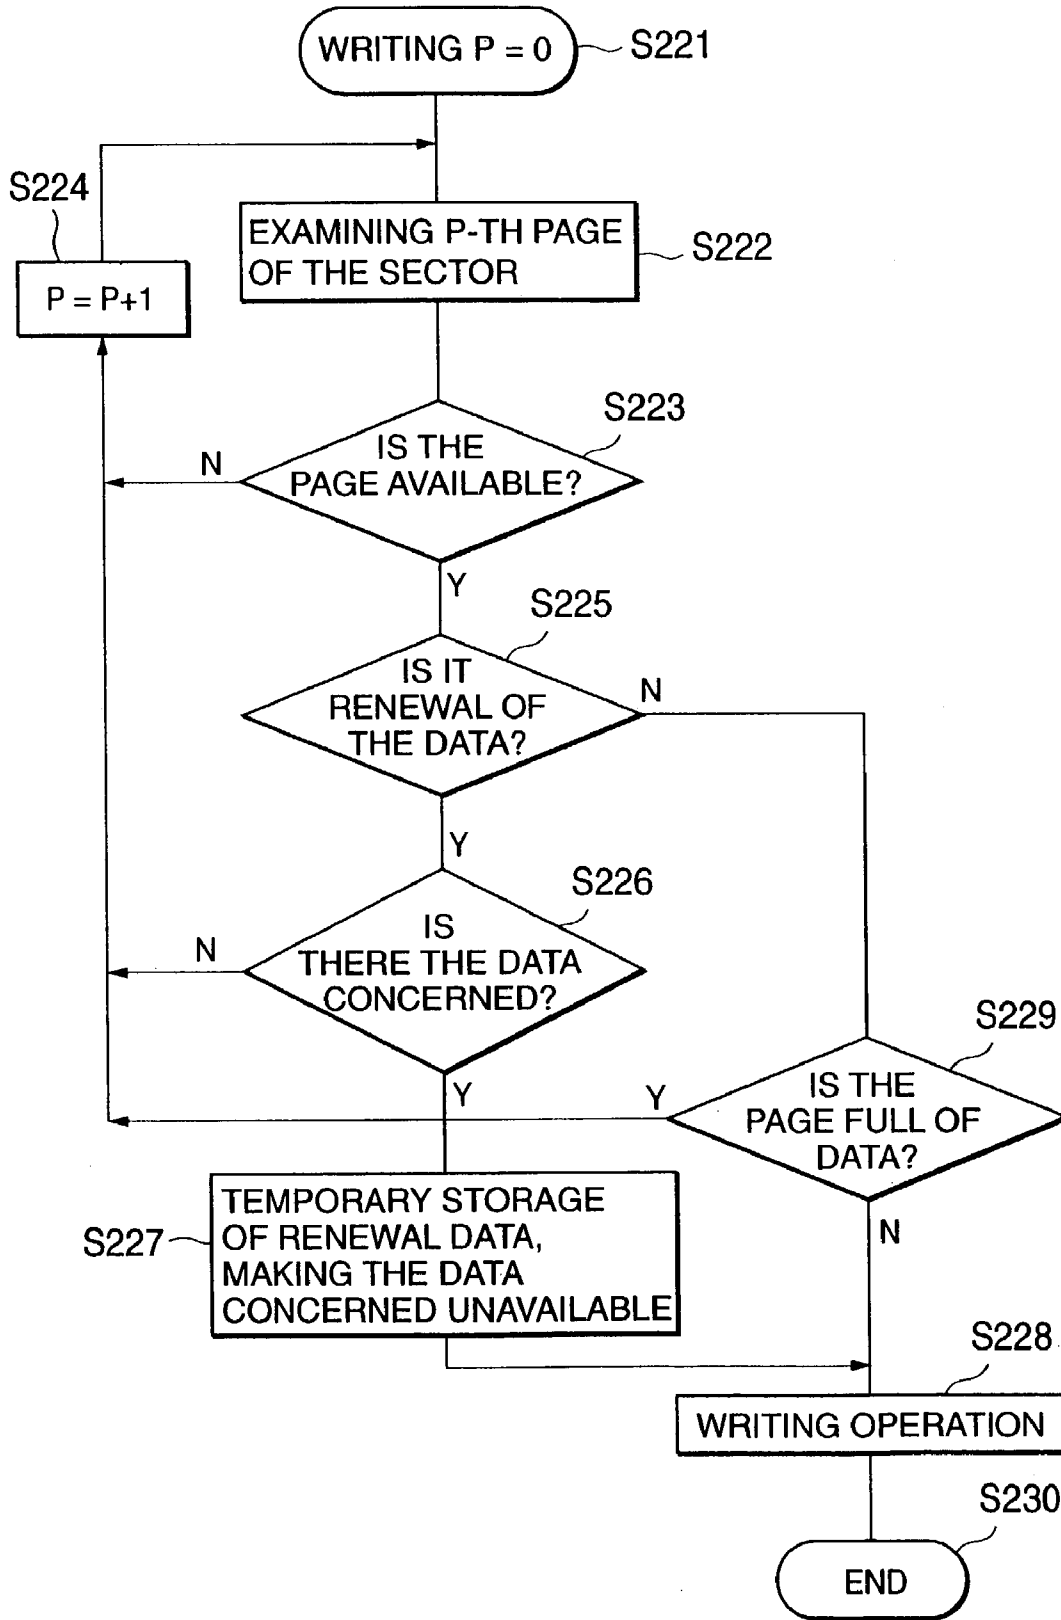 WRITING P = 0
S221
S224
EXAMINING P-TH PAGE
OF THE SECTOR
S222
P = P+1
S223
IS THE
PAGE AVAILABLE?
N
Y
S225
IS IT
RENEWAL OF
THE DATA?
N
Y
S226
IS
THERE THE DATA
CONCERNED?
N
Y
S229
IS THE
PAGE FULL OF
DATA?
Y
N
TEMPORARY STORAGE
OF RENEWAL DATA,
MAKING THE DATA
CONCERNED UNAVAILABLE
S227
S228
WRITING OPERATION
S230
END